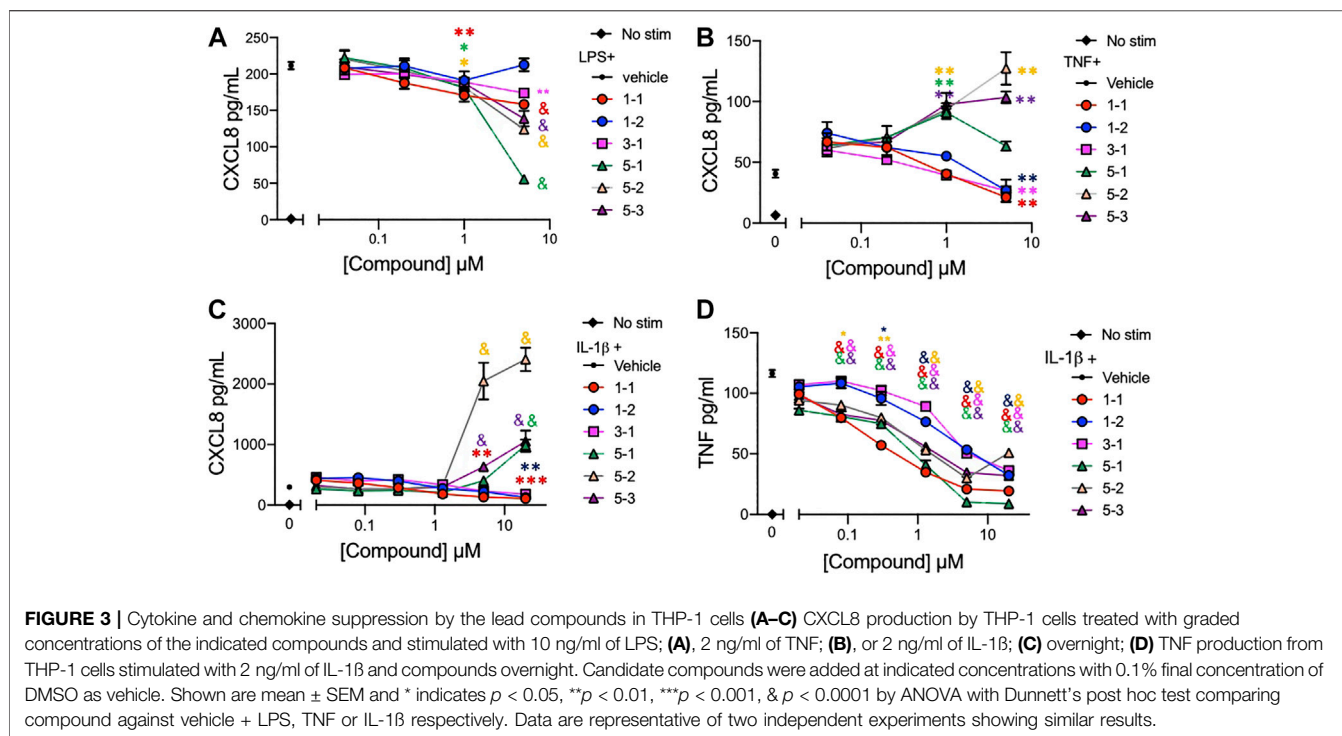 A
CXCL8 pg/mL
250
200
150
100
50
0
0.1
1
10
[Compound] µM
**
*
*
**
&
&
&
&
No stim
LPS+
vehicle
1-1
1-2
3-1
5-1
5-2
5-3
B
CXCL8 pg/mL
150
100
50
0
0
0.1
1
10
[Compound] µM
**
**
**
**
**
**
**
**
No stim
TNF+
Vehicle
1-1
1-2
3-1
5-1
5-2
5-3
C
CXCL8 pg/mL
3000
2000
1000
0
0
0.1
1
10
[Compound] µM
& &
& & &
** **
***
No stim
IL-1β +
Vehicle
1-1
1-2
3-1
5-1
5-2
5-3
D
TNF pg/ml
150
100
50
0
0
0.1
1
10
[Compound] µM
* *
** & & & & & &
& & & & & & & & & &
& & & & & & & & & &
No stim
IL-1β +
Vehicle
1-1
1-2
3-1
5-1
5-2
5-3
FIGURE 3 | Cytokine and chemokine suppression by the lead compounds in THP-1 cells (A–C) CXCL8 production by THP-1 cells treated with graded
concentrations of the indicated compounds and stimulated with 10 ng/ml of LPS; (A), 2 ng/ml of TNF; (B), or 2 ng/ml of IL-1ß; (C) overnight; (D) TNF production from
THP-1 cells stimulated with 2 ng/ml of IL-1ß and compounds overnight. Candidate compounds were added at indicated concentrations with 0.1% final concentration of
DMSO as vehicle. Shown are mean ± SEM and * indicates p < 0.05, **p < 0.01, ***p < 0.001, & p < 0.0001 by ANOVA with Dunnett's post hoc test comparing
compound against vehicle + LPS, TNF or IL-1ß respectively. Data are representative of two independent experiments showing similar results.